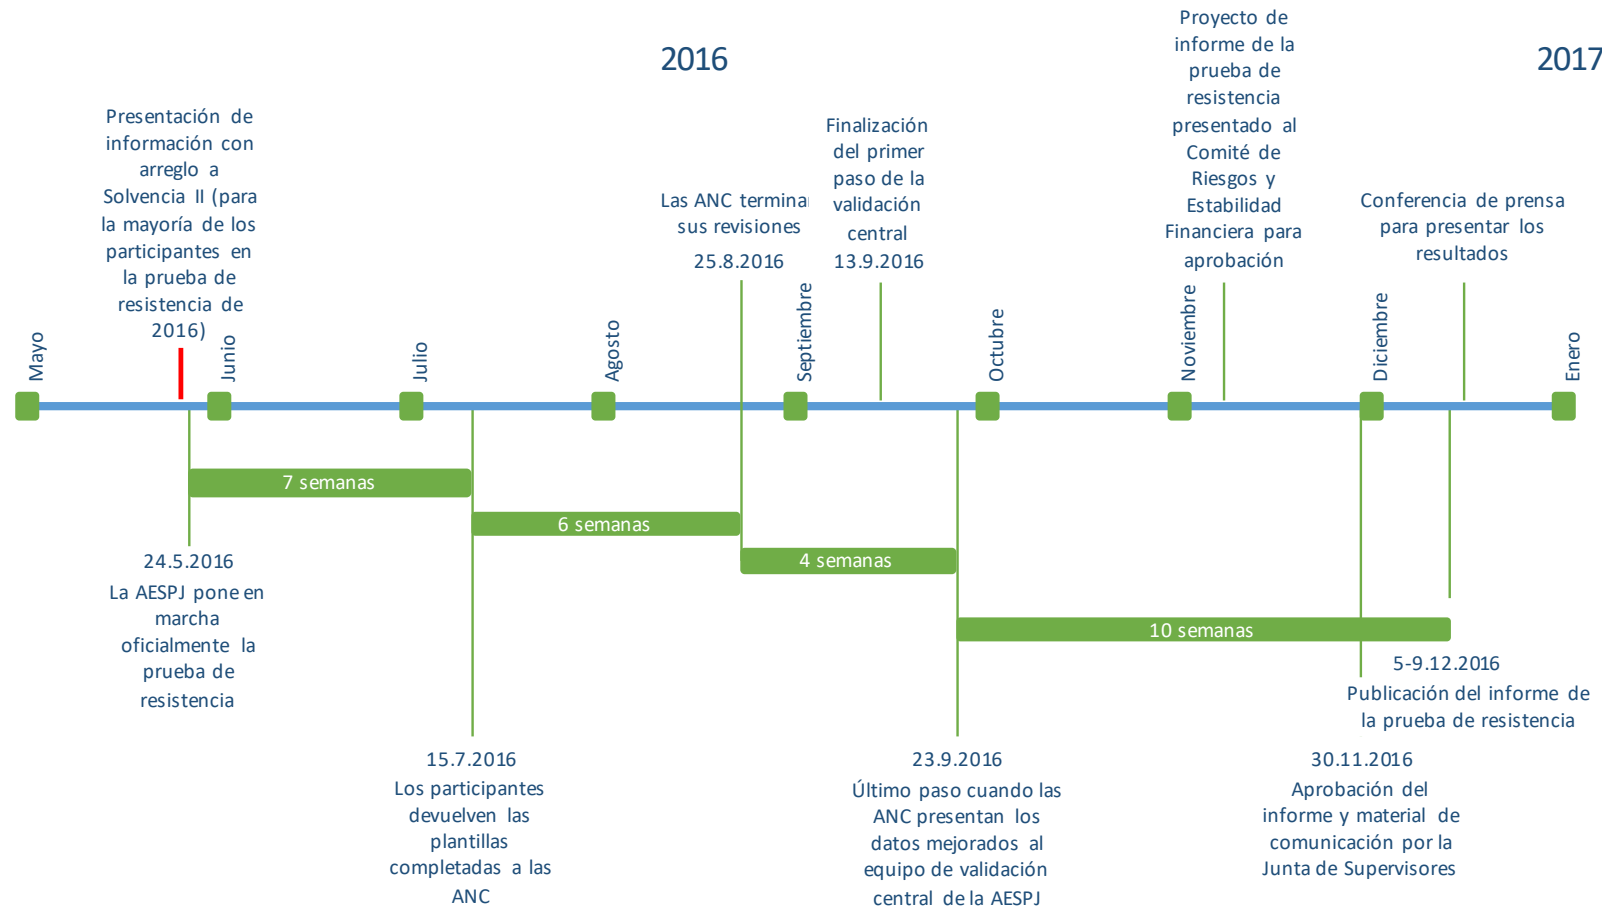 2016
2017
Presentación de
información con
arreglo a
Solvencia II (para
la mayoría de los
participantes en
la prueba de
resistencia de
2016)
Las ANC termina
sus revisiones
25.8.2016
Finalización
del primer
paso de la
validación
central
13.9.2016
Proyecto de
informe de la
prueba de
resistencia
presentado al
Comité de
Riesgos y
Estabilidad
Financiera para
aprobación
Conferencia de prensa
para presentar los
resultados
Mayo
Junio
Julio
Agosto
Septiembre
Octubre
Noviembre
Diciembre
Enero
7 semanas
6 semanas
4 semanas
10 semanas
24.5.2016
La AESPJ pone en
marcha
oficialmente la
prueba de
resistencia
15.7.2016
Los participantes
devuelven las
plantillas
completadas a las
ANC
23.9.2016
Último paso cuando las
ANC presentan los
datos mejorados al
equipo de validación
central de la AESPJ
5-9.12.2016
Publicación del informe de
la prueba de resistencia
30.11.2016
Aprobación del
informe y material de
comunicación por la
Junta de Supervisores